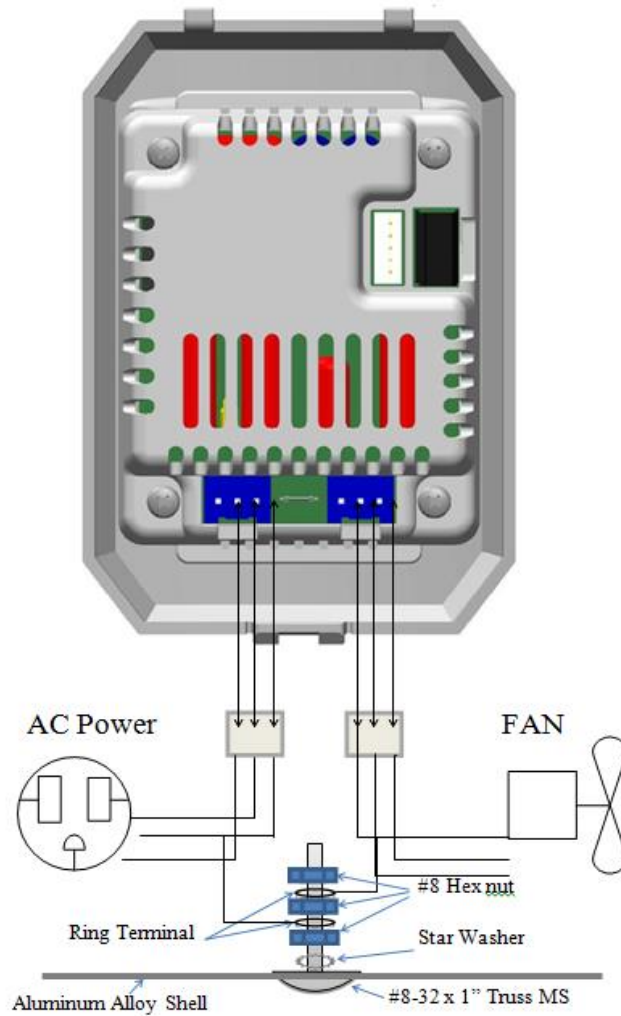 AC Power
FAN
#8 Hex nut
Ring Terminal
Star Washer
Aluminum Alloy Shell
#8-32 x 1” Truss MS